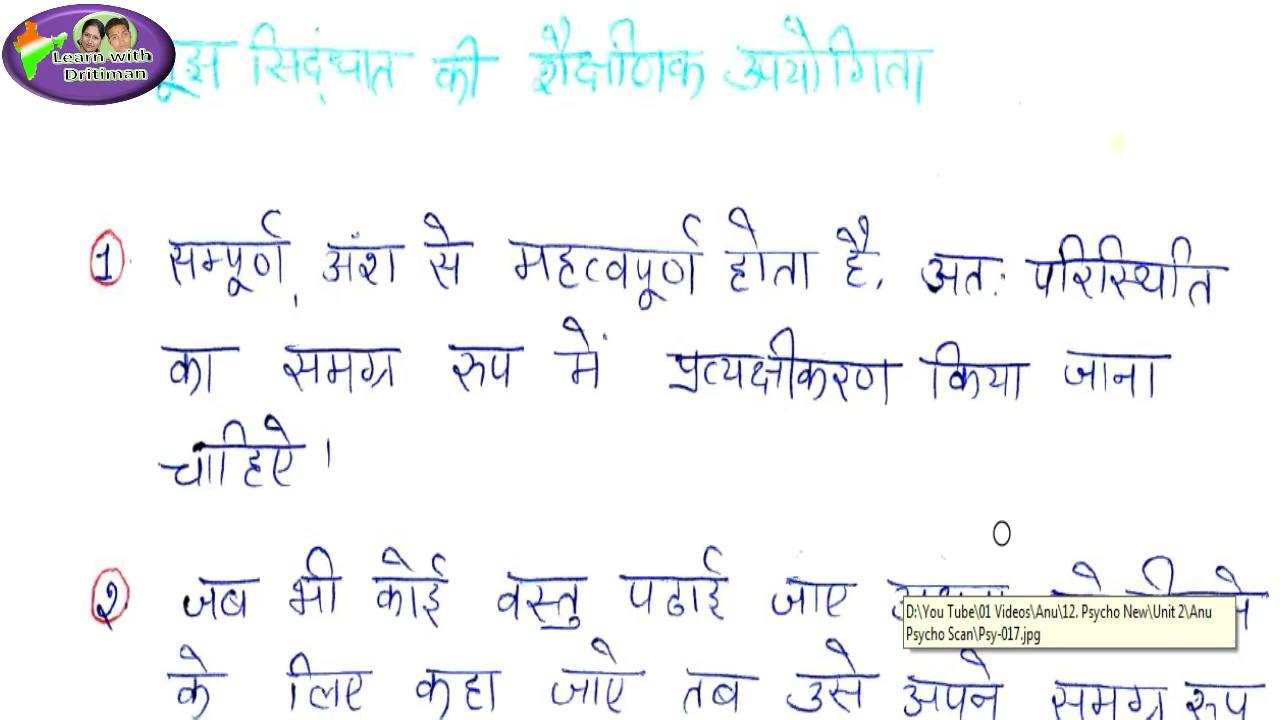 Learn with
Dritiman
सिद्धांत की शैक्षणिक उपयोगिता
1 सम्पूर्ण, अंश से महत्वपूर्ण होता है, अतः परिस्थिति
का समग्र रूप में प्रत्यक्षीकरण किया जाना
चाहिऐ।
२ जब भी कोई वस्तु पढाई जाए
D:\You Tube\01 Videos\Anu\12. Psycho New\Unit 2\Anu
Psycho Scan\Psy-017.jpg
के लिए कहा जाऐ तब उसे अपने समग्र रूप